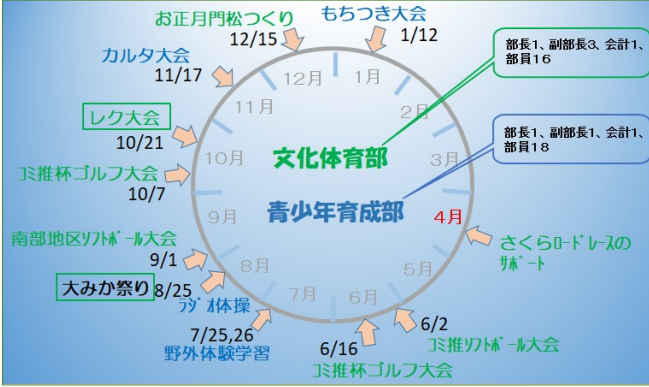 お正月門松つくり
12/15
もちつき大会
1/12
カルタ大会
11/17
部長1、副部長3、会計1、
部員16
12月
1月
11月
2月
レク大会
10/21
部長1、副部長1、会計1、
部員18
10月
文化体育部
3月
コミ推杯ゴルフ大会
10/7
9月
青少年育成部
4月
南部地区ソフトボール大会
9/1
さくらロードレースの
サポート
8月
5月
大みか祭り
8/25
ラジオ体操
7月
6月
7/25,26
野外体験学習
6/2
コミ推ソフトボール大会
6/16
コミ推杯ゴルフ大会